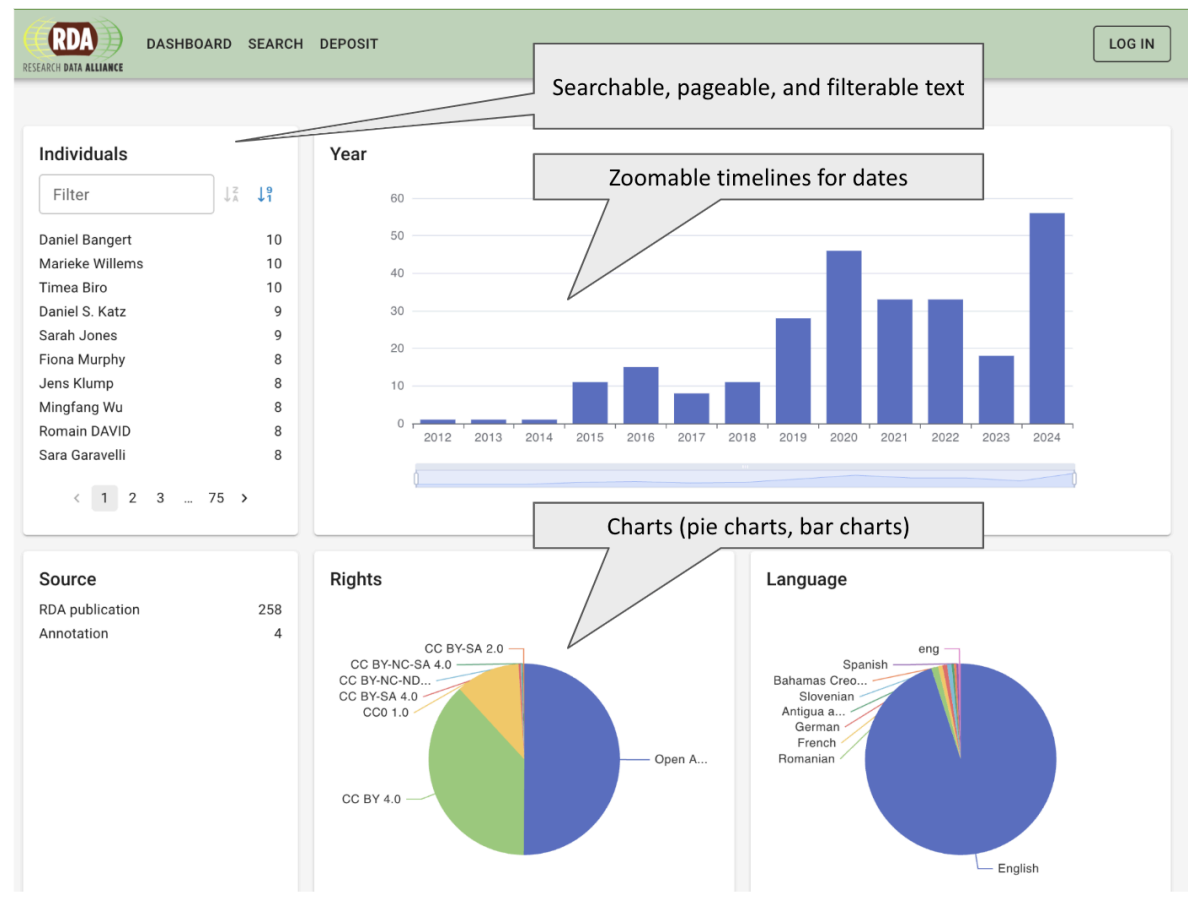 RDA
RESEARCH DATA ALLIANCE
DASHBOARD SEARCH DEPOSIT
LOG IN
Searchable, pageable, and filterable text
Individuals
Filter
Daniel Bangert 10
Marieke Willems 10
Timea Biro 10
Daniel S. Katz 9
Sarah Jones 9
Fiona Murphy 8
Jens Klump 8
Mingfang Wu 8
Romain DAVID 8
Sara Garavelli 8
< 1 2 3 ... 75 >
Year
Zoomable timelines for dates
60
50
40
30
20
10
0
2012 2013 2014 2015 2016 2017 2018 2019 2020 2021 2022 2023 2024
Charts (pie charts, bar charts)
Source
RDA publication 258
Annotation 4
Rights
CC BY-SA 2.0
CC BY-NC-SA 4.0
CC BY-NC-ND...
CC BY-SA 4.0
CC0 1.0
Open A...
CC BY 4.0
Language
eng
Spanish
Bahamas Creo...
Slovenian
Antigua a...
German
French
Romanian
English